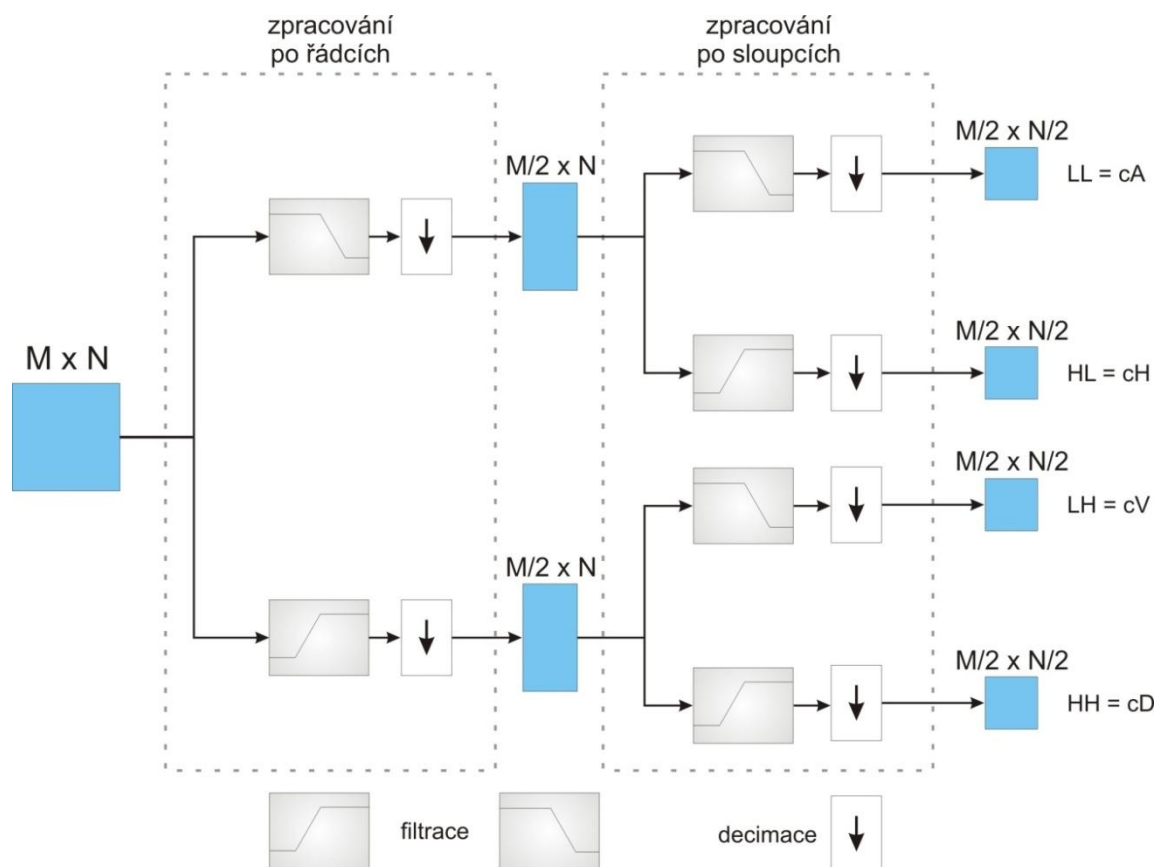 zpracování
po řádcích
zpracování
po sloupcích
M x N
M/2 x N
M/2 x N
M/2 x N/2
LL = cA
M/2 x N/2
HL = cH
M/2 x N/2
LH = cV
M/2 x N/2
HH = cD
filtrace
decimace